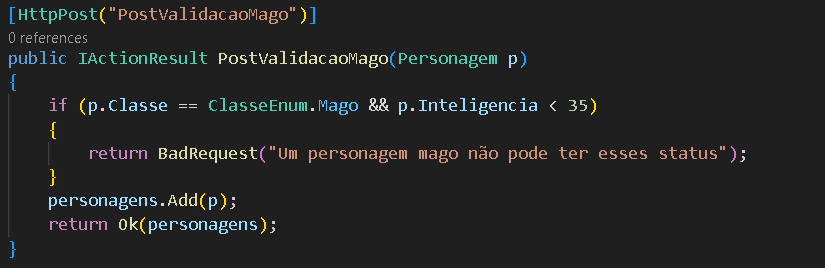 [HttpPost("PostValidacaoMago")]
0 references
public IActionResult PostValidacaoMago(Personagem p)
{
    if (p.Classe == ClasseEnum.Mago && p.Inteligencia < 35)
    {
        return BadRequest("Um personagem mago não pode ter esses status");
    }
    personagens.Add(p);
    return Ok(personagens);
}